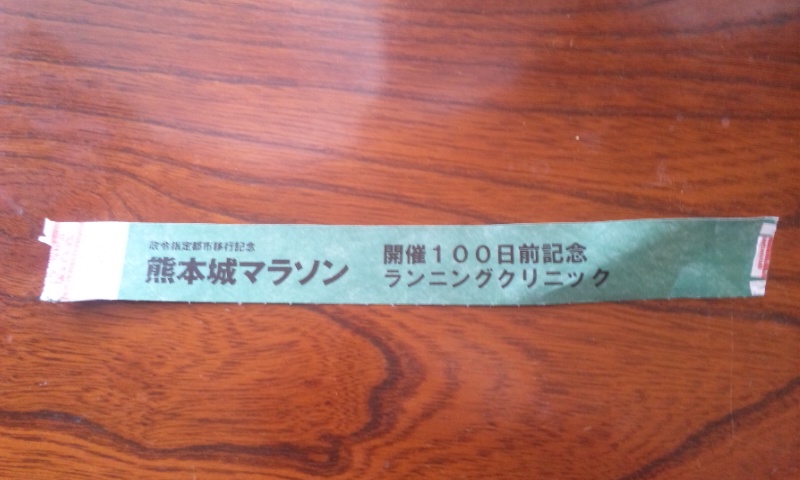 政令指定都市移行記念
熊本城マラソン
開催１００日前記念
ランニングクリニック